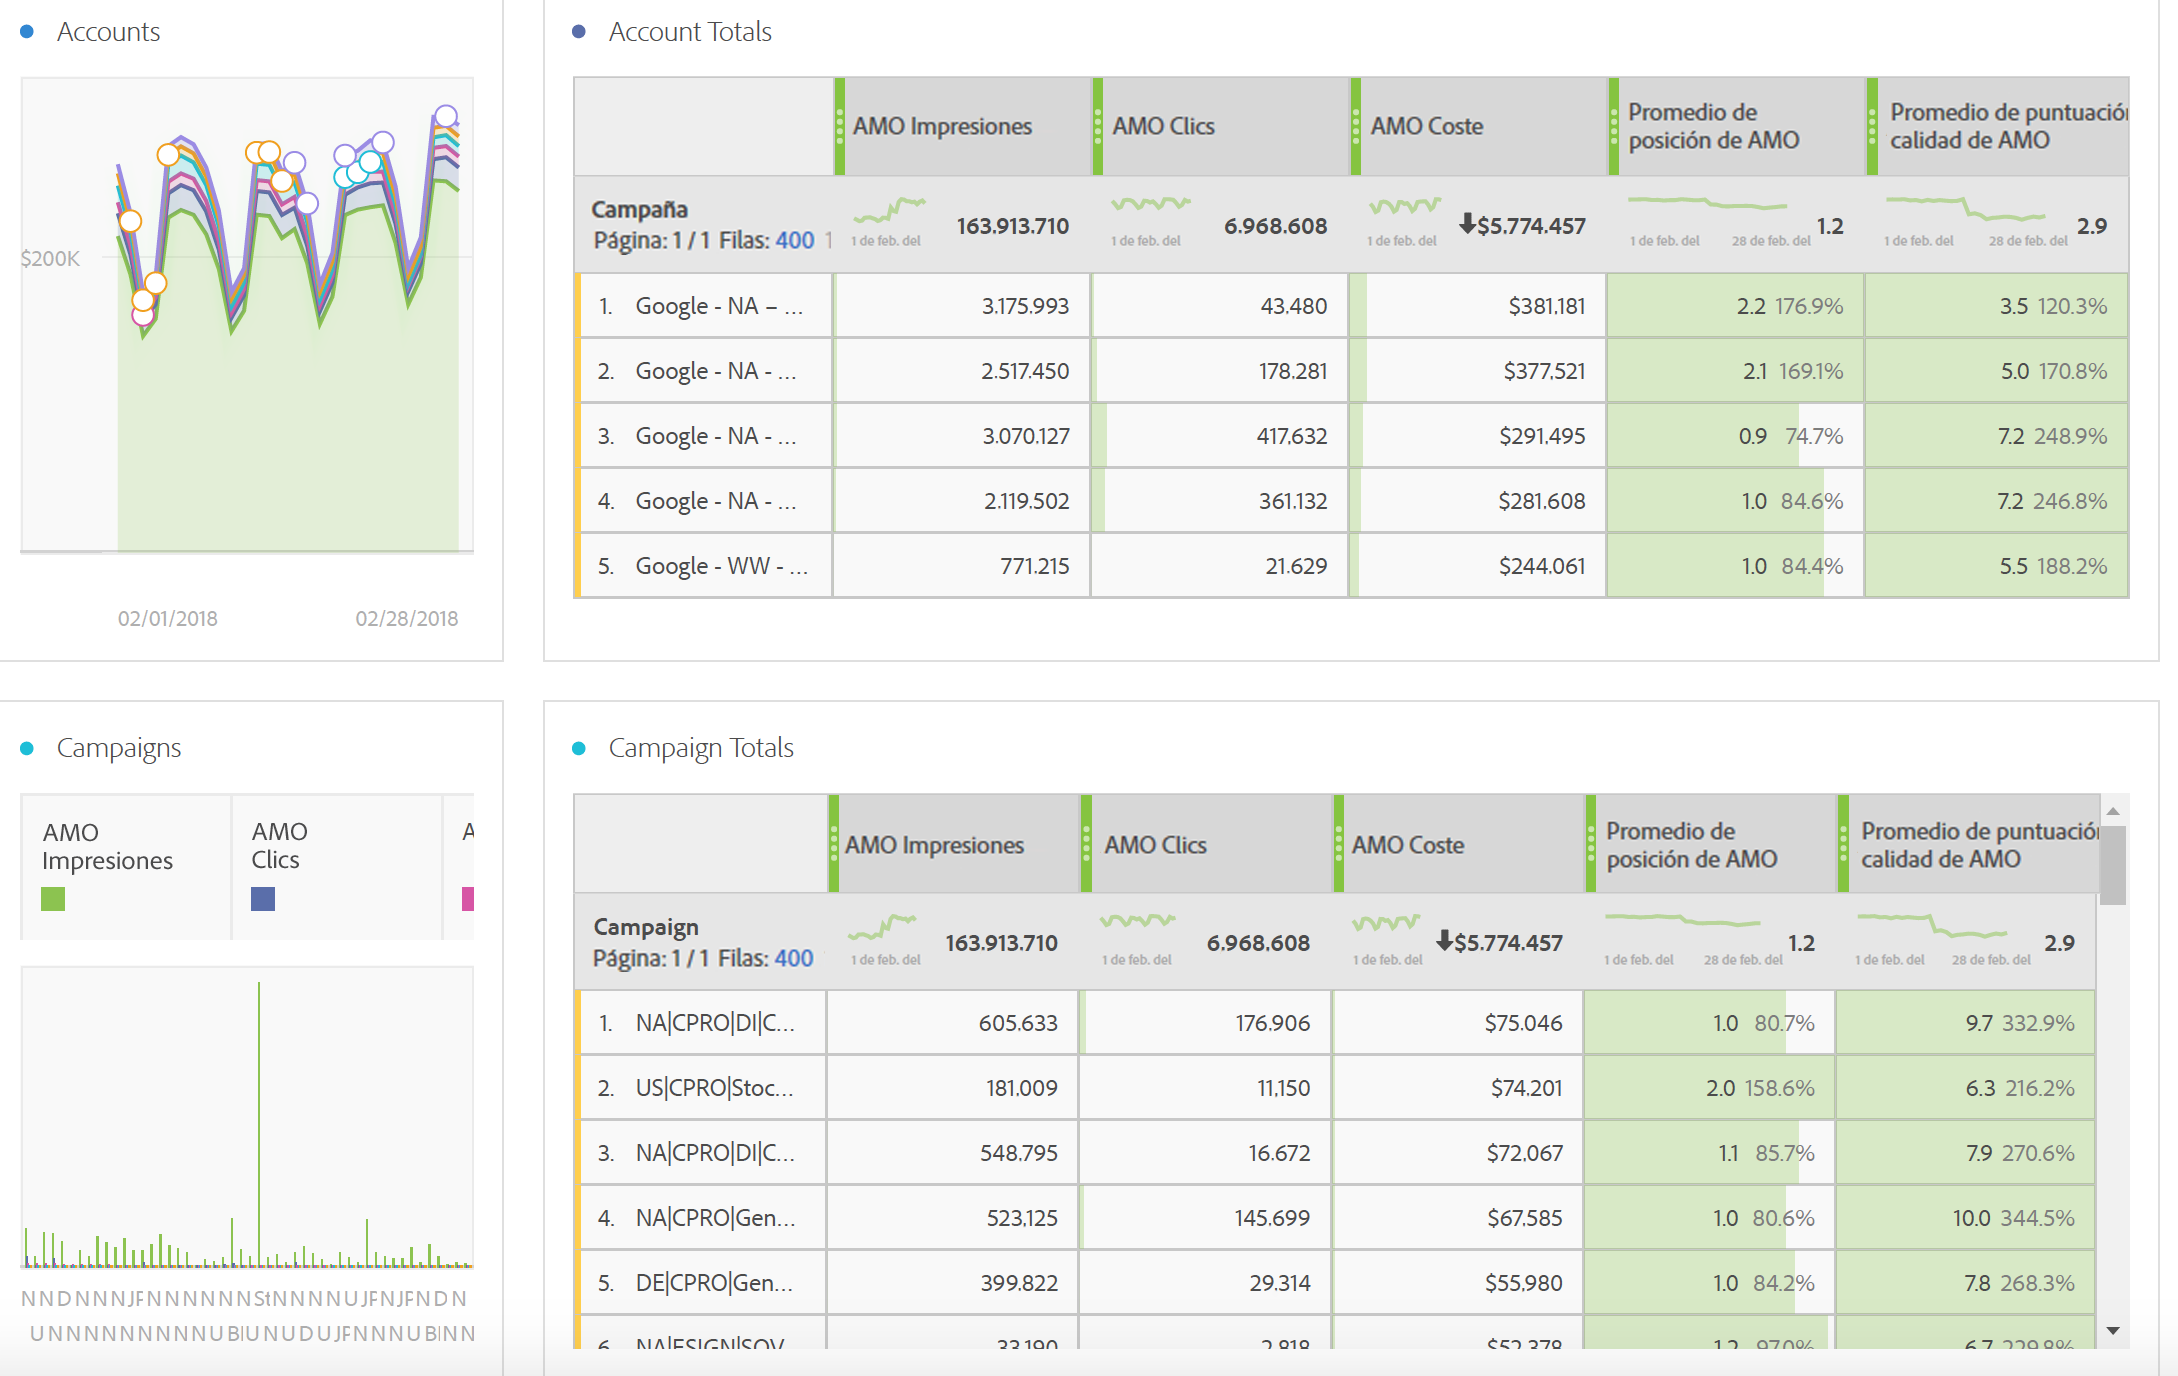 Accounts
$200K
02/01/2018 02/28/2018
Account Totals
AMO Impresiones AMO Clics AMO Coste Promedio de posición de AMO Promedio de puntuación calidad de AMO
Campaña
Página: 1 / 1 Filas: 400 1
1 de feb. del 163.913.710 1 de feb. del 6.968.608 1 de feb. del $5.774.457 1 de feb. del 28 de feb. del 1.2 1 de feb. del 28 de feb. del 2.9
1. Google - NA – ... 3.175.993 43.480 $381,181 2.2 176.9% 3.5 120.3%
2. Google - NA - ... 2.517.450 178.281 $377,521 2.1 169.1% 5.0 170.8%
3. Google - NA - ... 3.070.127 417,632 $291,495 0.9 74.7% 7.2 248.9%
4. Google - NA - ... 2.119.502 361.132 $281.608 1.0 84.6% 7.2 246.8%
5. Google - WW - ... 771.215 21.629 $244.061 1.0 84.4% 5.5 188.2%
Campaigns
AMO Impresiones
AMO Clics
A
NNDNNNJFNNNNNNStNNNNUJFNJFNDN
UNNNNNNNNNUBIUNUDUJFNNNUBINN
Campaign Totals
AMO Impresiones AMO Clics AMO Coste Promedio de posición de AMO Promedio de puntuación calidad de AMO
Campaign
Página: 1 / 1 Filas: 400
1 de feb. del 163.913.710 1 de feb. del 6.968.608 1 de feb. del $5.774.457 1 de feb. del 28 de feb. del 1.2 1 de feb. del 28 de feb. del 2.9
1. NA|CPRO|DI|C... 605.633 176.906 $75.046 1.0 80.7% 9.7 332.9%
2. US|CPRO|Stoc... 181.009 11,150 $74,201 2.0 158.6% 6.3 216.2%
3. NA|CPRO|DI|C... 548.795 16.672 $72,067 1.1 85.7% 7.9 270.6%
4. NA|CPRO|Gen... 523,125 145.699 $67,585 1.0 80.6% 10.0 344.5%
5. DE|CPRO|Gen... 399.822 29.314 $55,980 1.0 84.2% 7.8 268.3%
6 NA|ESIGN|SOV 33.190 2.818 $52,378 1.2 97.0% 6.7 229.8%